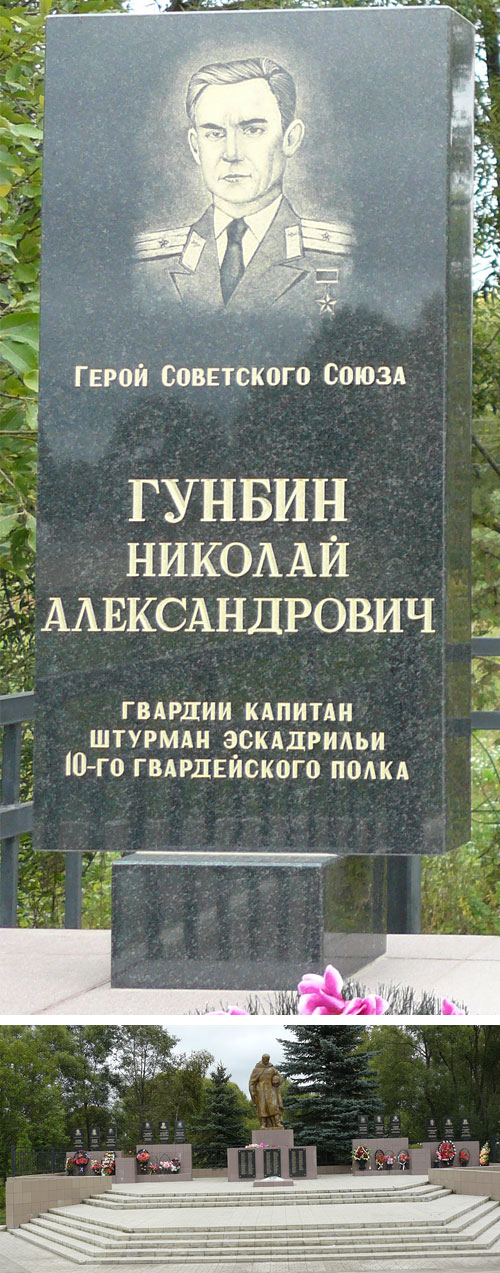 Герой Советского Союза
ГУНБИН
НИКОЛАЙ
АЛЕКСАНДРОВИЧ
ГВАРДИИ КАПИТАН
ШТУРМАН ЭСКАДРИЛЬИ
10-ГО ГВАРДЕЙСКОГО ПОЛКА